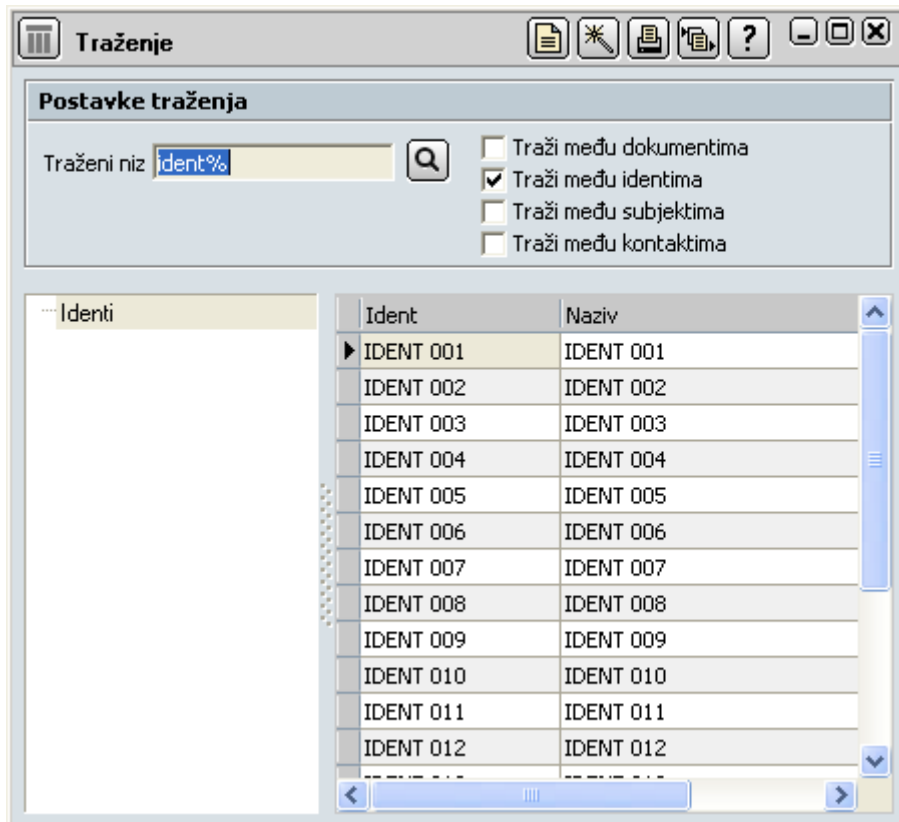 Traženje
?
Postavke traženja
Traženi niz ident%
Traži među dokumentima
Traži među identima
Traži među subjektima
Traži među kontaktima
Identi
Ident Naziv
IDENT 001 IDENT 001
IDENT 002 IDENT 002
IDENT 003 IDENT 003
IDENT 004 IDENT 004
IDENT 005 IDENT 005
IDENT 006 IDENT 006
IDENT 007 IDENT 007
IDENT 008 IDENT 008
IDENT 009 IDENT 009
IDENT 010 IDENT 010
IDENT 011 IDENT 011
IDENT 012 IDENT 012